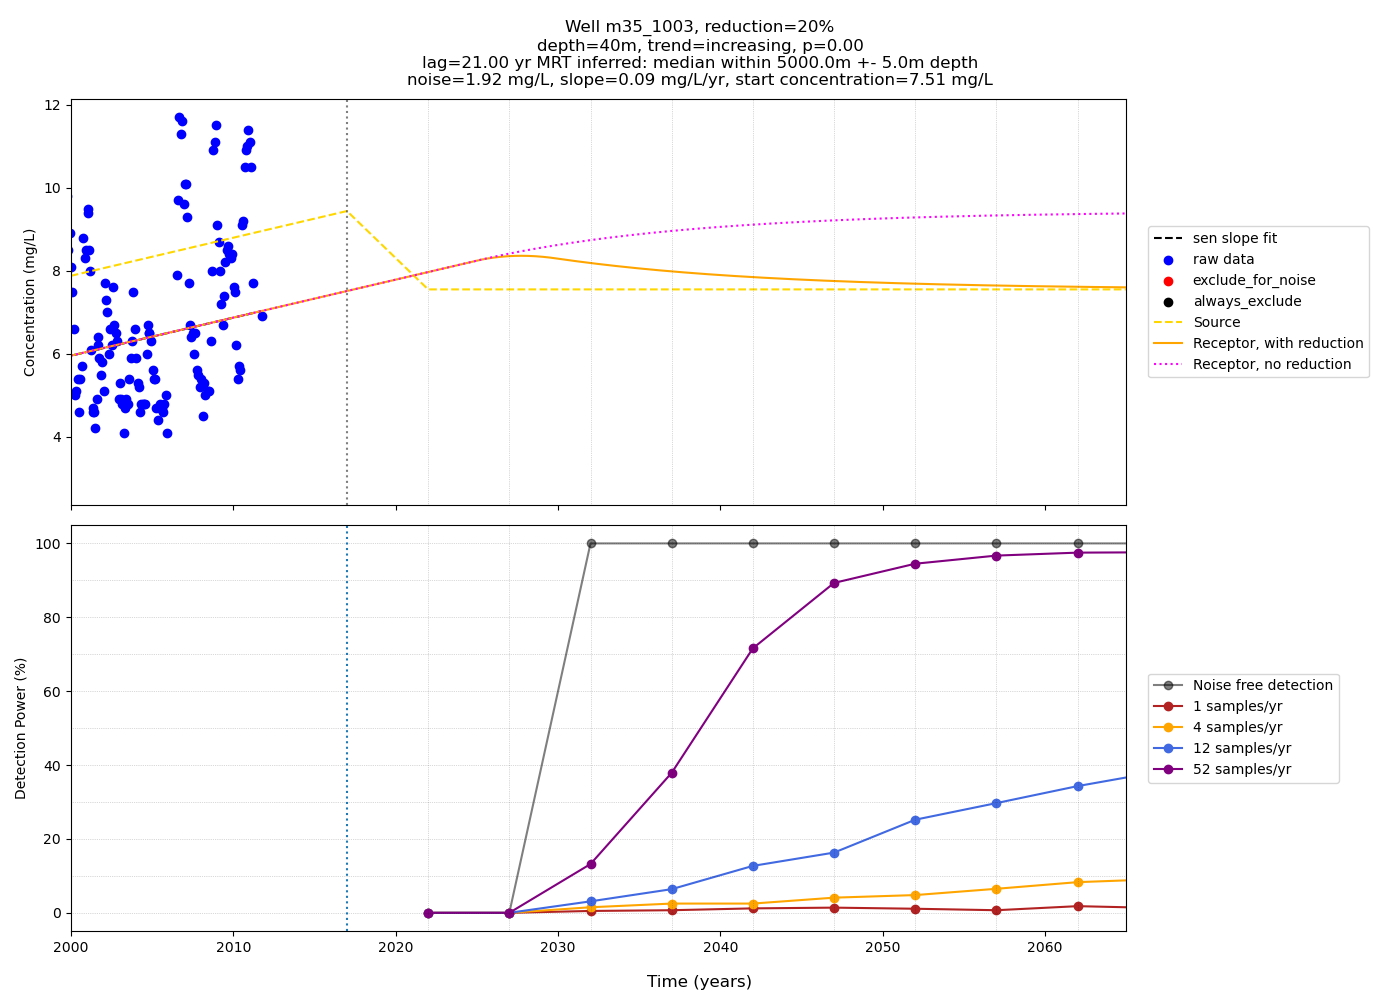 Well m35_1003, reduction=20%
depth=40m, trend=increasing, p=0.00
lag=21.00 yr MRT inferred: median within 5000.0m +- 5.0m depth
noise=1.92 mg/L, slope=0.09 mg/L/yr, start concentration=7.51 mg/L
12
10
8
6
4
Concentration (mg/L)
sen slope fit
raw data
exclude_for_noise
always_exclude
Source
Receptor, with reduction
Receptor, no reduction
100
80
60
40
20
0
Detection Power (%)
Noise free detection
1 samples/yr
4 samples/yr
12 samples/yr
52 samples/yr
2000 2010 2020 2030 2040 2050 2060
Time (years)